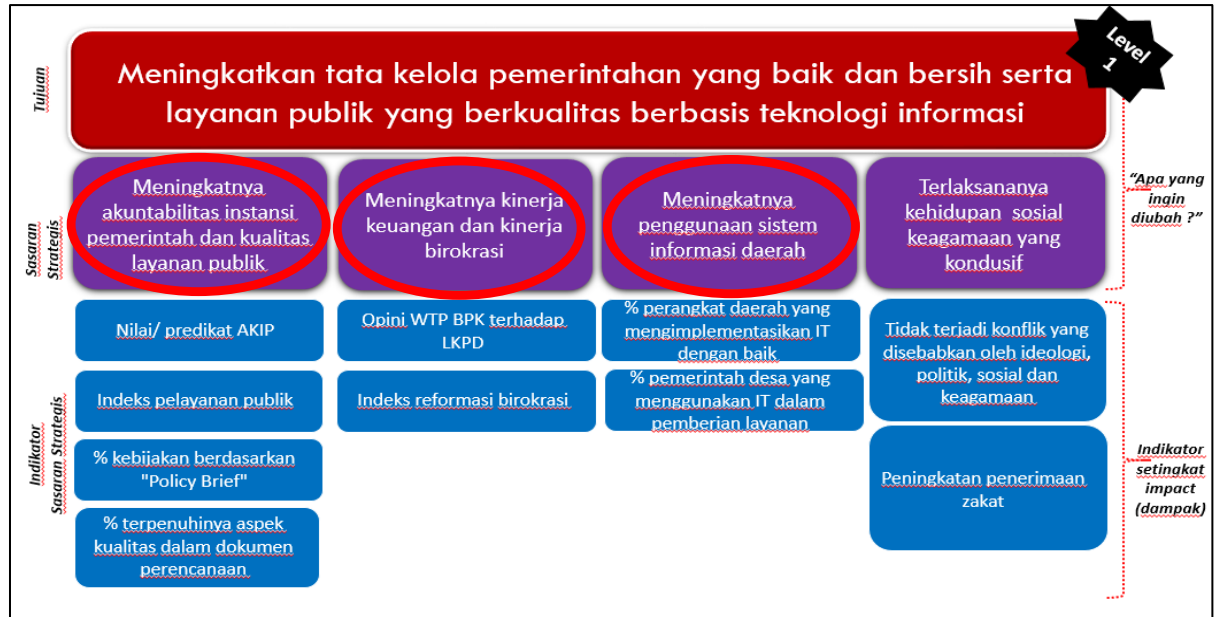 Level
1
Tujuan
Meningkatkan tata kelola pemerintahan yang baik dan bersih serta
layanan publik yang berkualitas berbasis teknologi informasi
Sasaran
Strategis
Meningkatnya
akuntabilitas instansi
pemerintah dan kualitas
layanan publik
Meningkatnya kinerja
keuangan dan kinerja
birokrasi
Meningkatnya
penggunaan sistem
informasi daerah
Terlaksananya
kehidupan sosial
keagamaan yang
kondusif
"Apa yang
ingin
diubah ?"
Indikator
Sasaran Strategis
Nilai/ predikat AKIP
Indeks pelayanan publik
% kebijakan berdasarkan
"Policy Brief"
% terpenuhinya aspek
kualitas dalam dokumen
perencanaan
Opini WTP BPK terhadap
LKPD
Indeks reformasi birokrasi
% perangkat daerah yang
mengimplementasikan IT
dengan baik
% pemerintah desa yang
menggunakan IT dalam
pemberian layanan
Tidak terjadi konflik yang
disebabkan oleh ideologi,
politik, sosial dan
keagamaan
Peningkatan penerimaan
zakat
Indikator
setingkat
impact
(dampak)